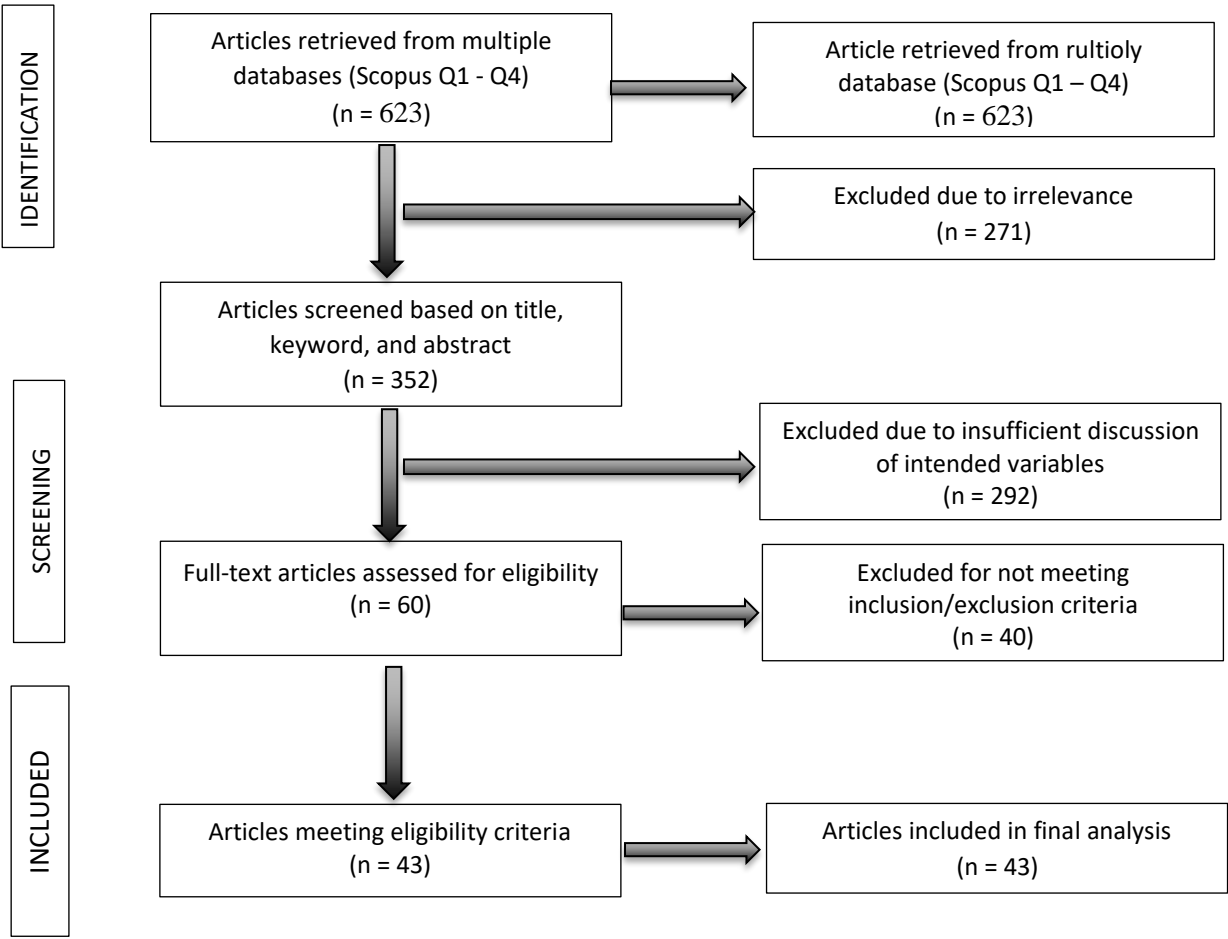 IDENTIFICATION
Articles retrieved from multiple
databases (Scopus Q1 - Q4)
(n = 623)
Article retrieved from rultioly
database (Scopus Q1 – Q4)
(n = 623)
Excluded due to irrelevance
(n = 271)
Articles screened based on title,
keyword, and abstract
(n = 352)
SCREENING
Excluded due to insufficient discussion
of intended variables
(n = 292)
Full-text articles assessed for eligibility
(n = 60)
Excluded for not meeting
inclusion/exclusion criteria
(n = 40)
INCLUDED
Articles meeting eligibility criteria
(n = 43)
Articles included in final analysis
(n = 43)